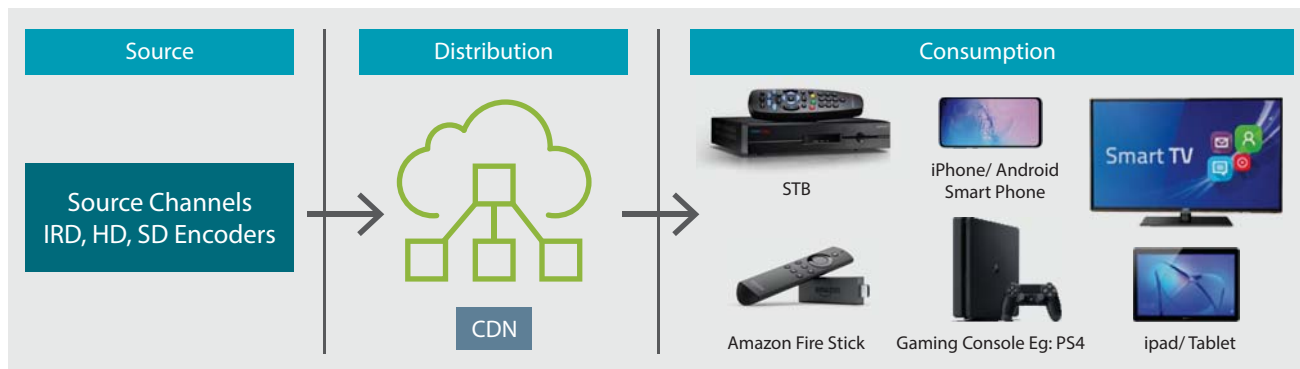 Source
Distribution
Consumption
Source Channels
IRD, HD, SD Encoders
CDN
STB
iPhone/ Android
Smart Phone
Smart TV
Amazon Fire Stick
Gaming Console Eg: PS4
ipad/ Tablet